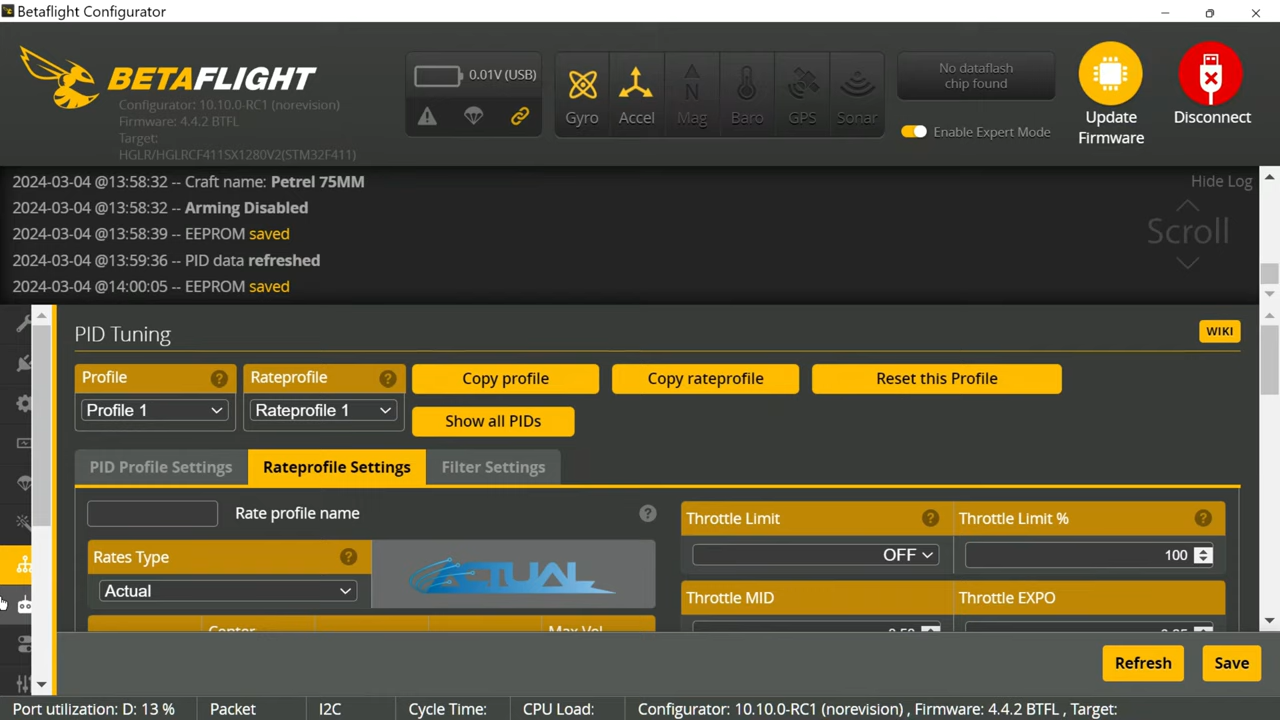 Betaflight Configurator
BETAFLIGHT
Configurator: 10.10.0-RC1 (norevision)
Firmware: 4.4.2 BTFL
Target:
HGLR/HGLRCF411SX1280V2(STM32F411)
0.01V (USB)
Gyro
Accel
Mag
Baro
GPS
Sonar
No dataflash
chip found
Enable Expert Mode
Update
Firmware
Disconnect
2024-03-04 @13:58:32 -- Craft name: Petrel 75MM
2024-03-04 @13:58:32 -- Arming Disabled
2024-03-04 @13:58:39 -- EEPROM saved
2024-03-04 @13:59:36 -- PID data refreshed
2024-03-04 @14:00:05 -- EEPROM saved
Hide Log
Scroll
PID Tuning
WIKI
Profile
Rateprofile
Profile 1
Rateprofile 1
Copy profile
Copy rateprofile
Reset this Profile
Show all PIDs
PID Profile Settings
Rateprofile Settings
Filter Settings
Rate profile name
Rates Type
Actual
ACTUAL
Throttle Limit
Throttle Limit %
OFF
100
Throttle MID
Throttle EXPO
Center
Max Vel
Refresh
Save
Port utilization: D: 13 %
Packet
I2C
Cycle Time:
CPU Load:
Configurator: 10.10.0-RC1 (norevision) , Firmware: 4.4.2 BTFL , Target: